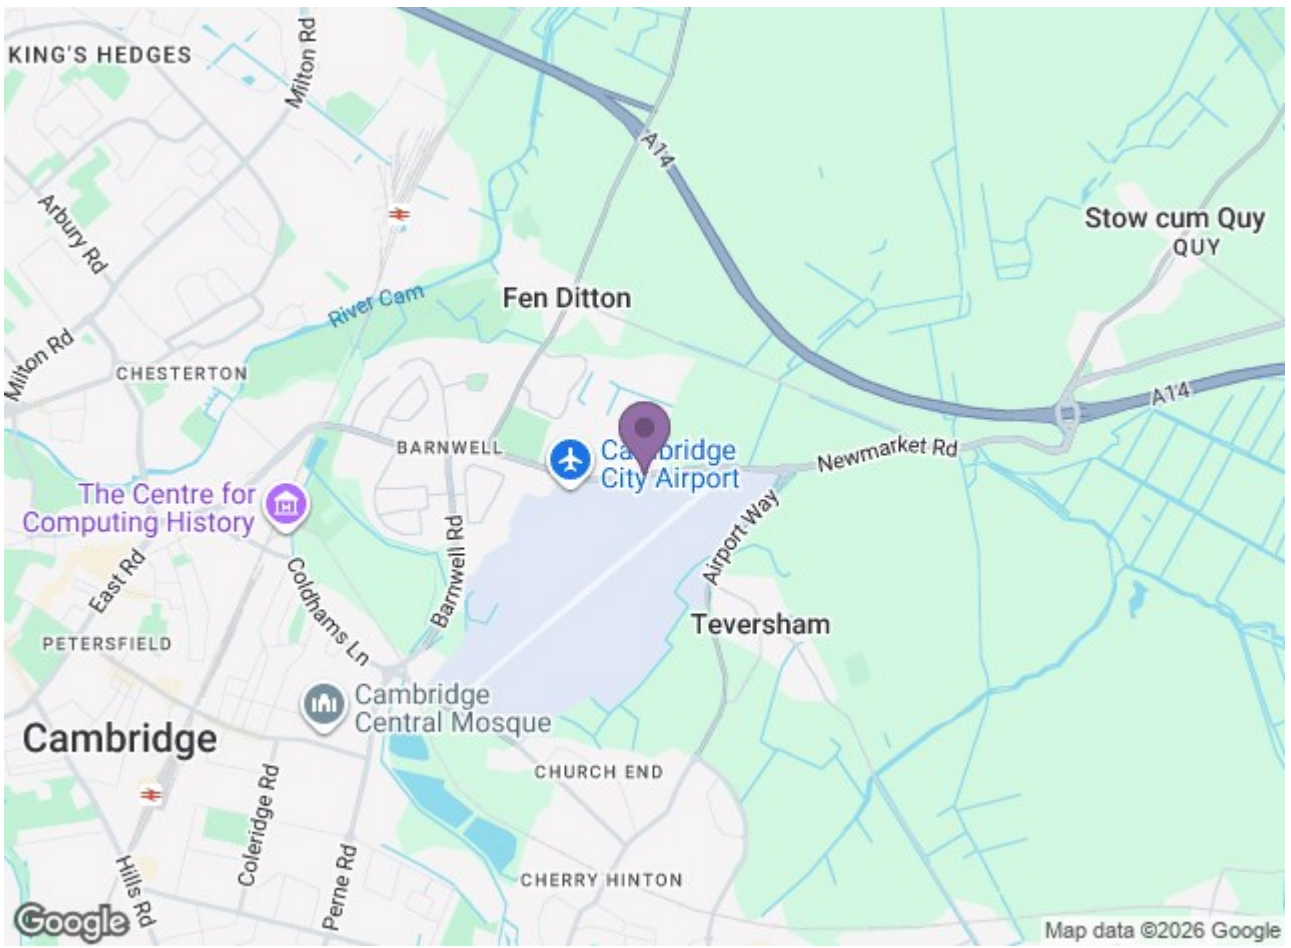 KING'S HEDGES
Milton Rd
A14
Arbury Rd
Stow cum Quy
QUY
River Cam
Fen Ditton
Milton Rd
CHESTERTON
A14
BARNWELL
Cambridge
City Airport
Newmarket Rd
The Centre for
Computing History
Airport Way
Barnwell Rd
East Rd
Coldhams Ln
Teversham
PETERSFIELD
Cambridge
Central Mosque
Cambridge
CHURCH END
Coleridge Rd
Perne Rd
Hills Rd
CHERRY HINTON
Google
Map data ©2026 Google